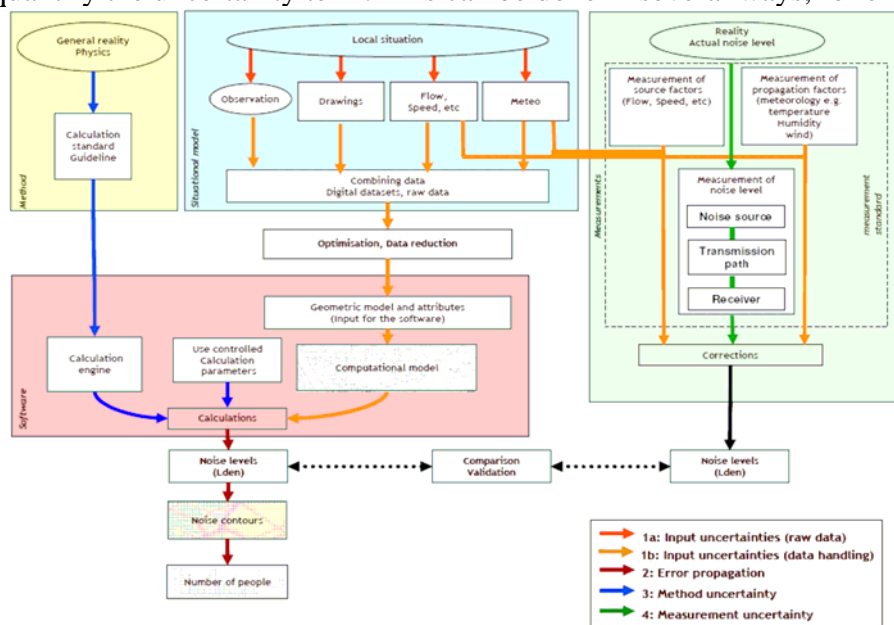 General reality
Physics
Calculation
standard
Guideline
Method
Local situation
Observation
Drawings
Flow,
Speed, etc
Meteo
Combining data
Digital datasets, raw data
Situational model
Optimisation, Data reduction
Geometric model and attributes
(Input for the software)
Calculation
engine
Use controlled
Calculation
parameters
Computational model
Calculations
Software
Noise levels
(Lden)
Noise contours
Number of people
Comparison
Validation
Reality
Actual noise level
Measurement of
source factors
(Flow, Speed, etc)
Measurement of
propagation factors
(meteorology e.g.
temperature
Humidity
wind)
Measurement of
noise level
Noise source
Transmission
path
Receiver
Measurements
measurement
standard
Corrections
Noise levels
(Lden)
1a: Input uncertainties (raw data)
1b: Input uncertainties (data handling)
2: Error propagation
3: Method uncertainty
4: Measurement uncertainty